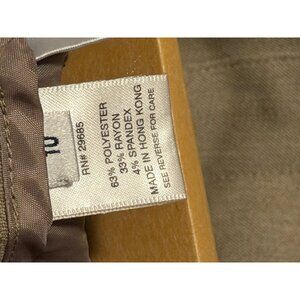 10
RN# 29685
63% POLYESTER
33% RAYON
4% SPANDEX
MADE IN HONG KONG
SEE REVERSE FOR CARE